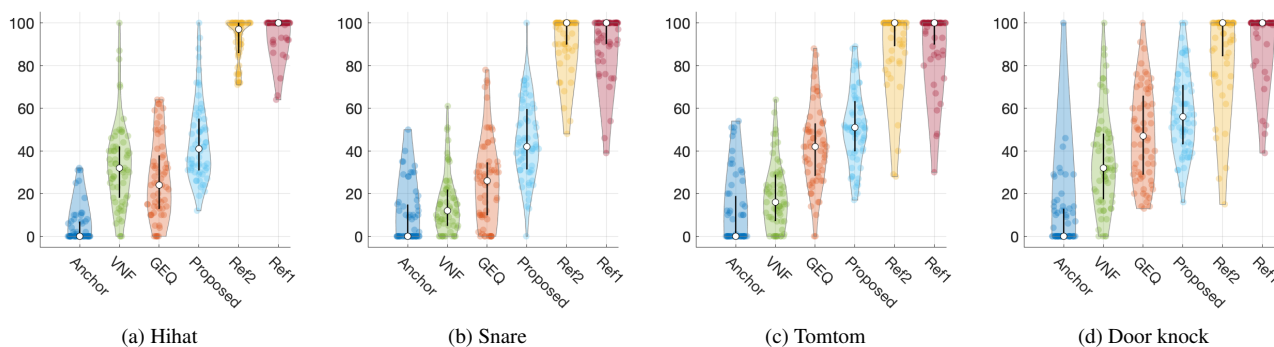 100
80
60
40
20
0
Anchor
VNF
GEQ
Proposed
Ref2
Ref1
(a) Hihat
100
80
60
40
20
0
Anchor
VNF
GEQ
Proposed
Ref2
Ref1
(b) Snare
100
80
60
40
20
0
Anchor
VNF
GEQ
Proposed
Ref2
Ref1
(c) Tomtom
100
80
60
40
20
0
Anchor
VNF
GEQ
Proposed
Ref2
Ref1
(d) Door knock